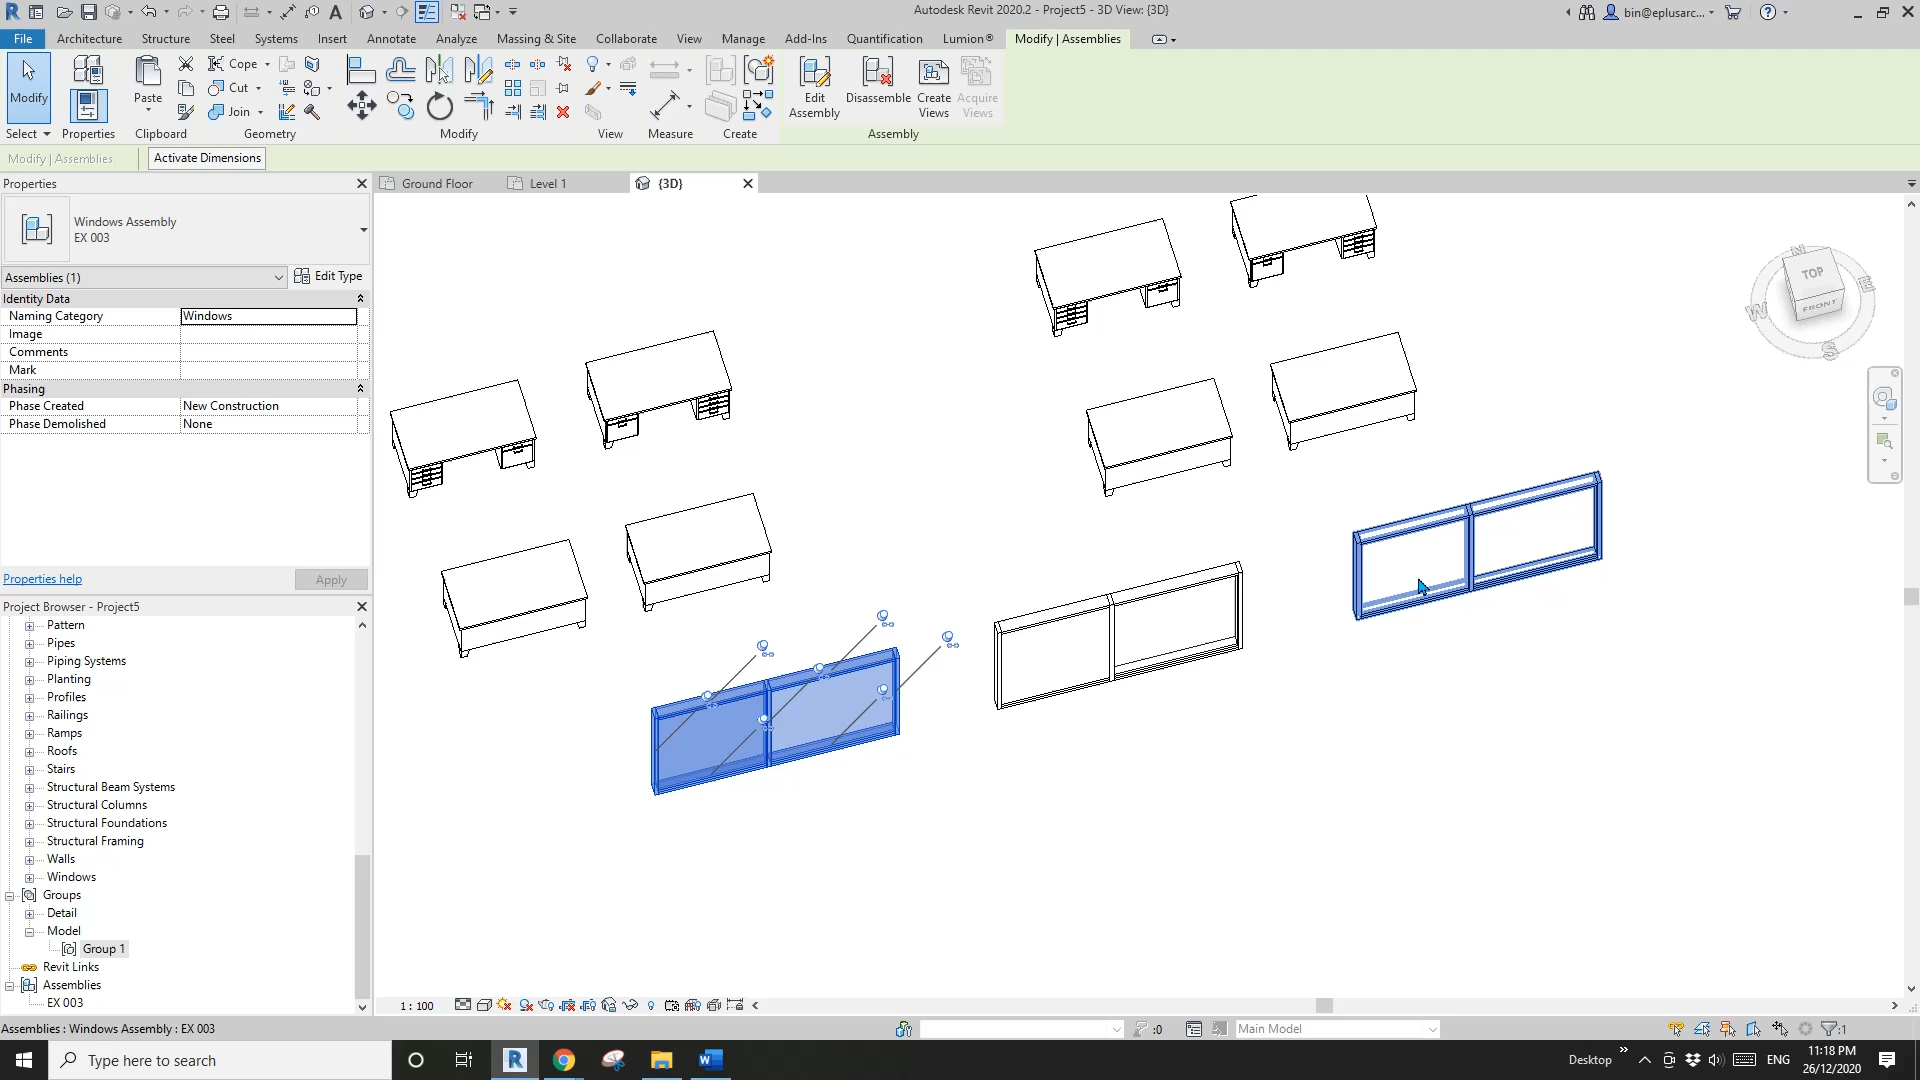 Autodesk Revit 2020.2 - Project5 - 3D View: {3D}
bin@eplusarc...
File Architecture Structure Steel Systems Insert Annotate Analyze Massing & Site Collaborate View Manage Add-Ins Quantification Lumion® Modify | Assemblies
Modify
Paste
Cope
Cut
Join
Edit Assembly
Disassemble
Create Views
Acquire Views
Select Properties Clipboard Geometry Modify View Measure Create Assembly
Modify | Assemblies
Activate Dimensions
Properties
Ground Floor
Level 1
{3D}
Windows Assembly
EX 003
Assemblies (1)
Edit Type
Identity Data
Naming Category Windows
Image
Comments
Mark
Phasing
Phase Created New Construction
Phase Demolished None
Properties help
Apply
TOP
FRONT
N
E
W
S
Project Browser - Project5
Pattern
Pipes
Piping Systems
Planting
Profiles
Railings
Ramps
Roofs
Stairs
Structural Beam Systems
Structural Columns
Structural Foundations
Structural Framing
Walls
Windows
Groups
Detail
Model
Group 1
Revit Links
Assemblies
EX 003
1 : 100
Assemblies : Windows Assembly : EX 003
:0
Main Model
:1
Type here to search
Desktop
ENG
11:18 PM
26/12/2020